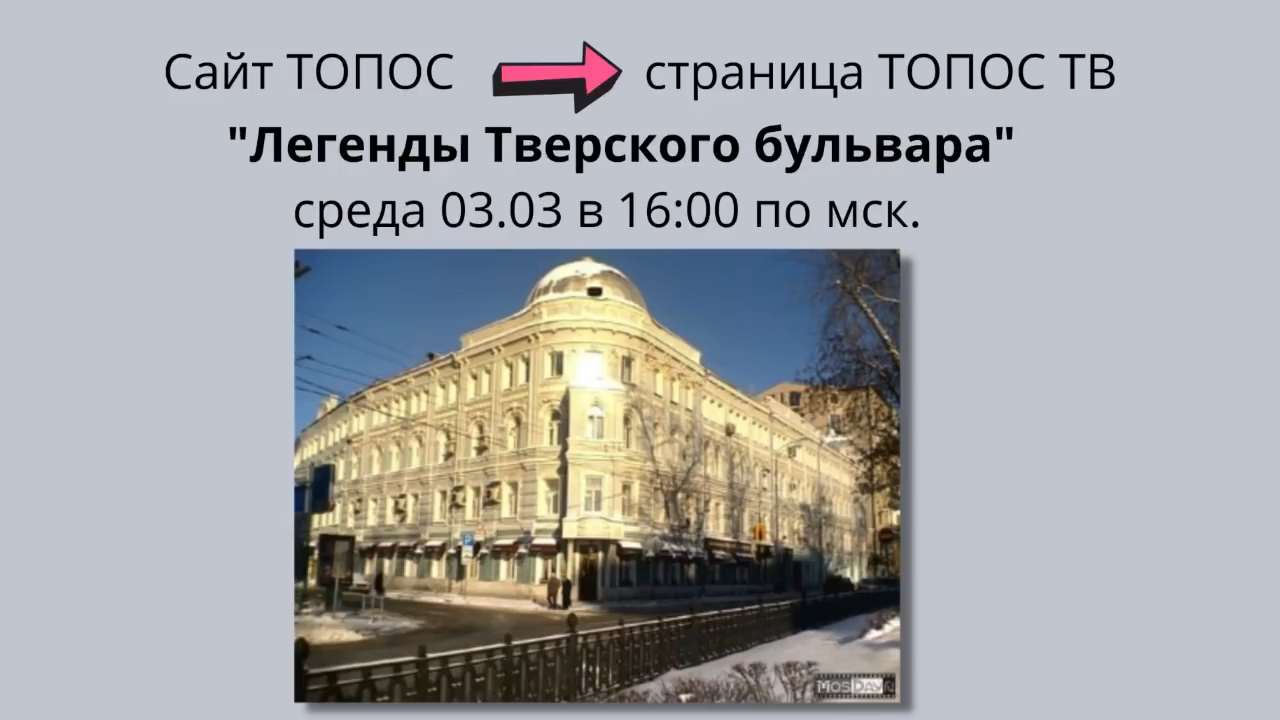 Сайт ТОПОС страница ТОПОС ТВ
"Легенды Тверского бульвара"
среда 03.03 в 16:00 по мск.
MosDay